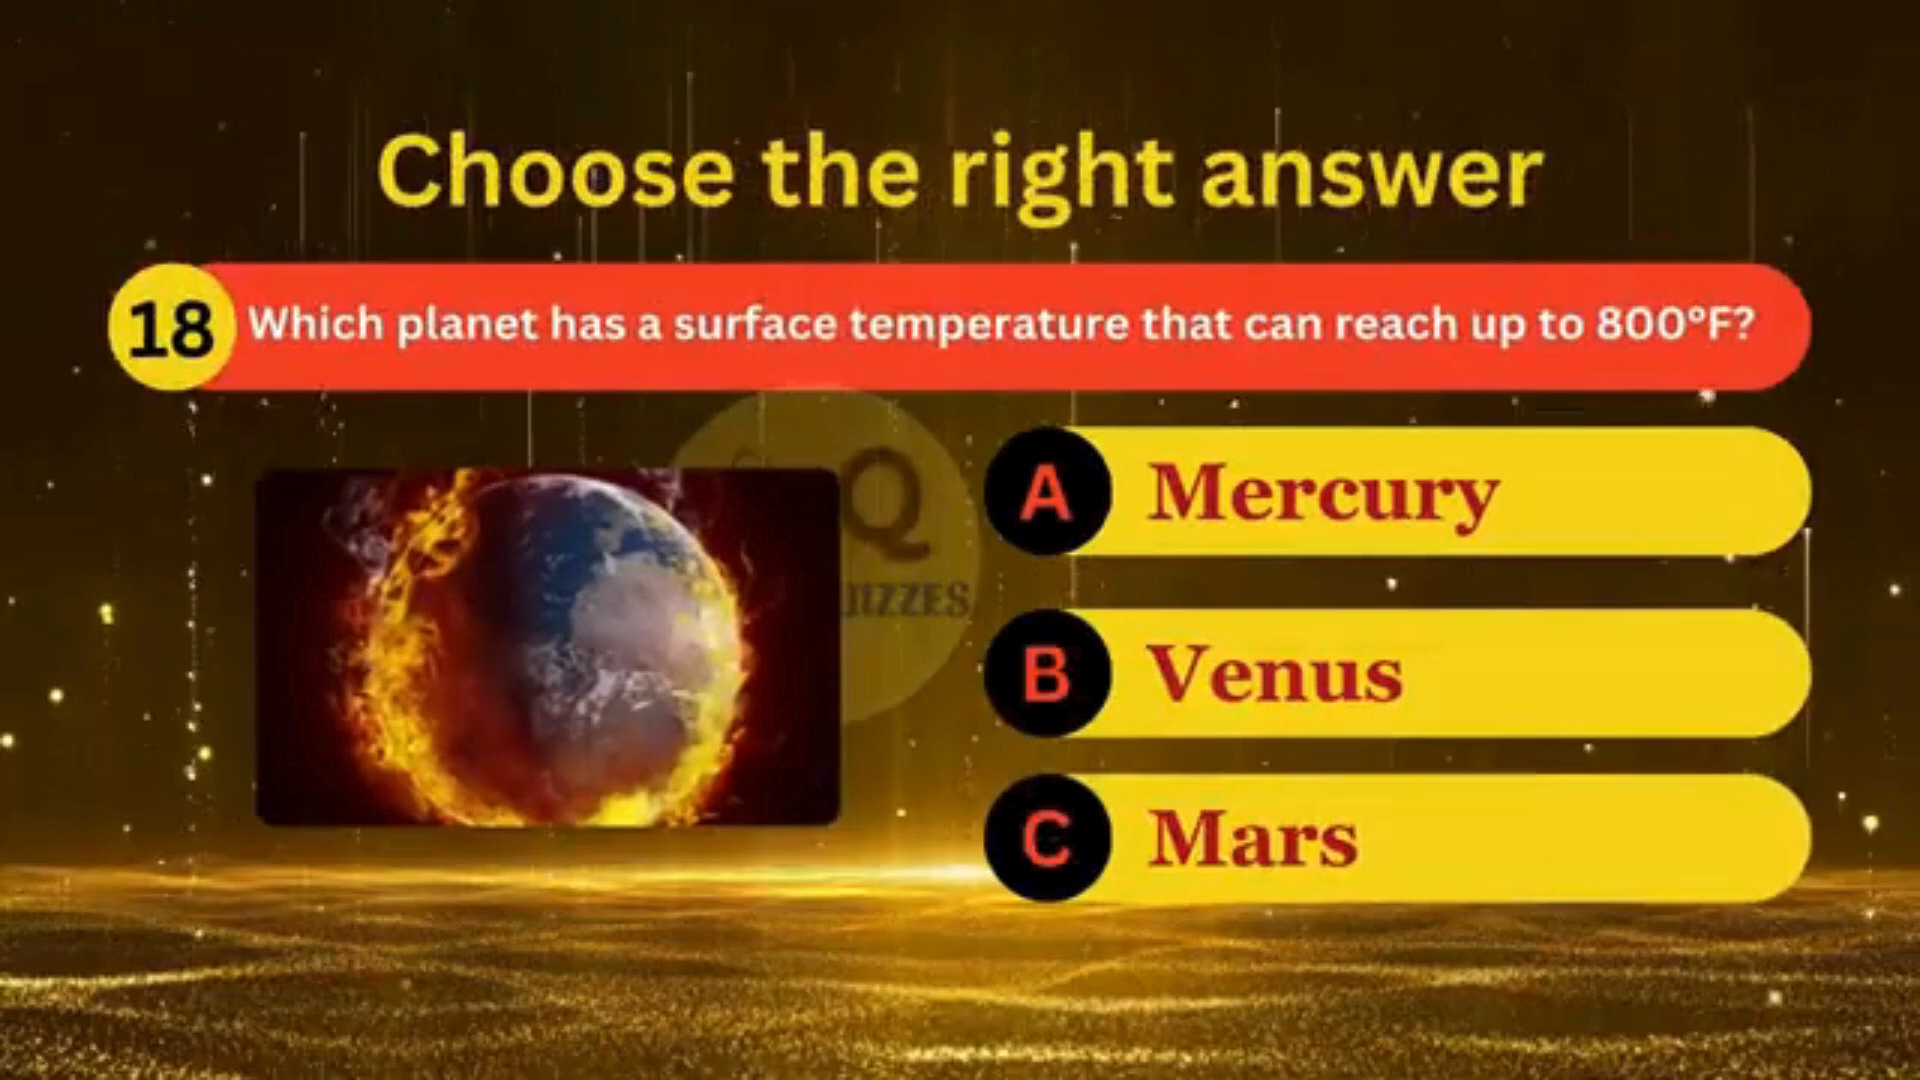 Choose the right answer
18 Which planet has a surface temperature that can reach up to 800°F?
Q
A Mercury
B Venus
C Mars